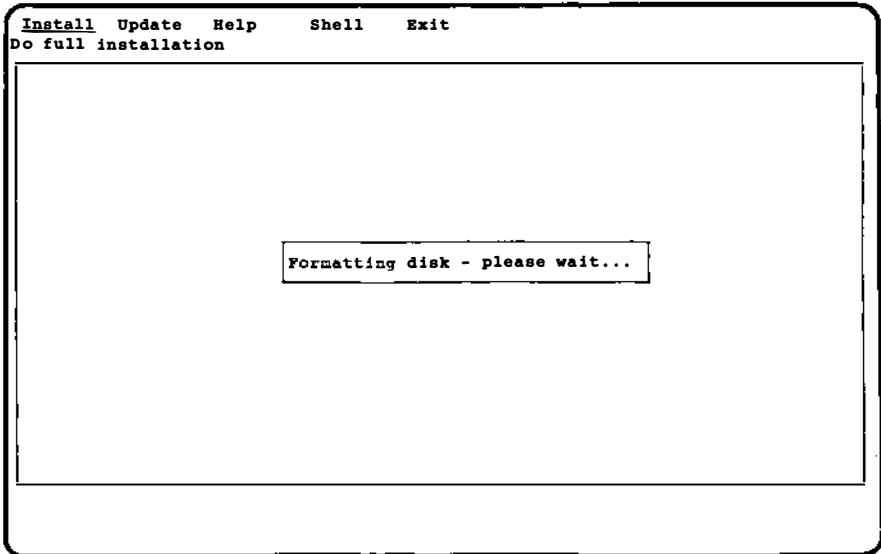 Install Update Help Shell Exit
Do full installation
Formatting disk - please wait...